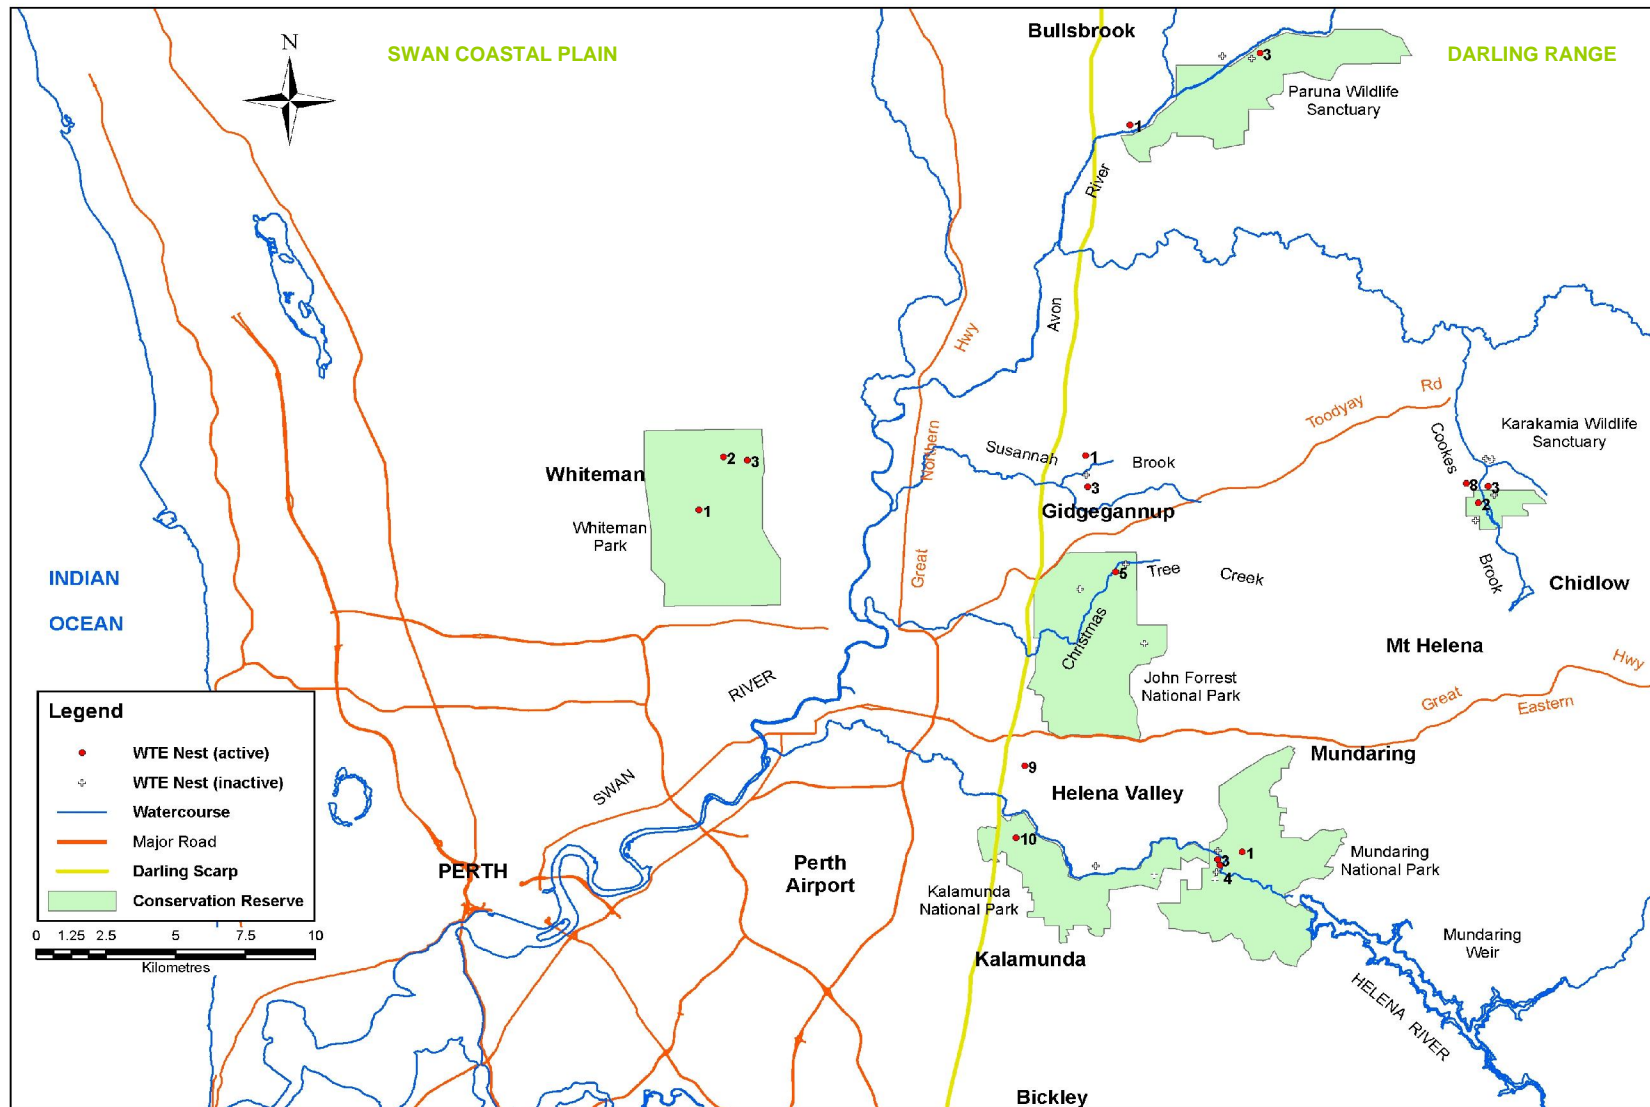 Bullsbrook
N
SWAN COASTAL PLAIN
DARLING RANGE
3
Paruna Wildlife
Sanctuary
1
River
Avon
Hwy
Northern
Great
Toodyay
Rd
Karakamia Wildlife
Sanctuary
Cookes
Brook
8
3
2
Susannah
Brook
1
3
Gidgegannup
Whiteman
2
3
1
Whiteman
Park
INDIAN
OCEAN
5
Tree
Creek
Christmas
Chidlow
Mt Helena
John Forrest
National Park
Great
Eastern
Hwy
RIVER
SWAN
Mundaring
9
Helena Valley
10
3
4
1
Mundaring
National Park
Perth
Airport
PERTH
Kalamunda
National Park
Kalamunda
Mundaring
Weir
HELENA RIVER
Bickley
Legend
WTE Nest (active)
WTE Nest (inactive)
Watercourse
Major Road
Darling Scarp
Conservation Reserve
0 1.25 2.5 5 7.5 10
Kilometres